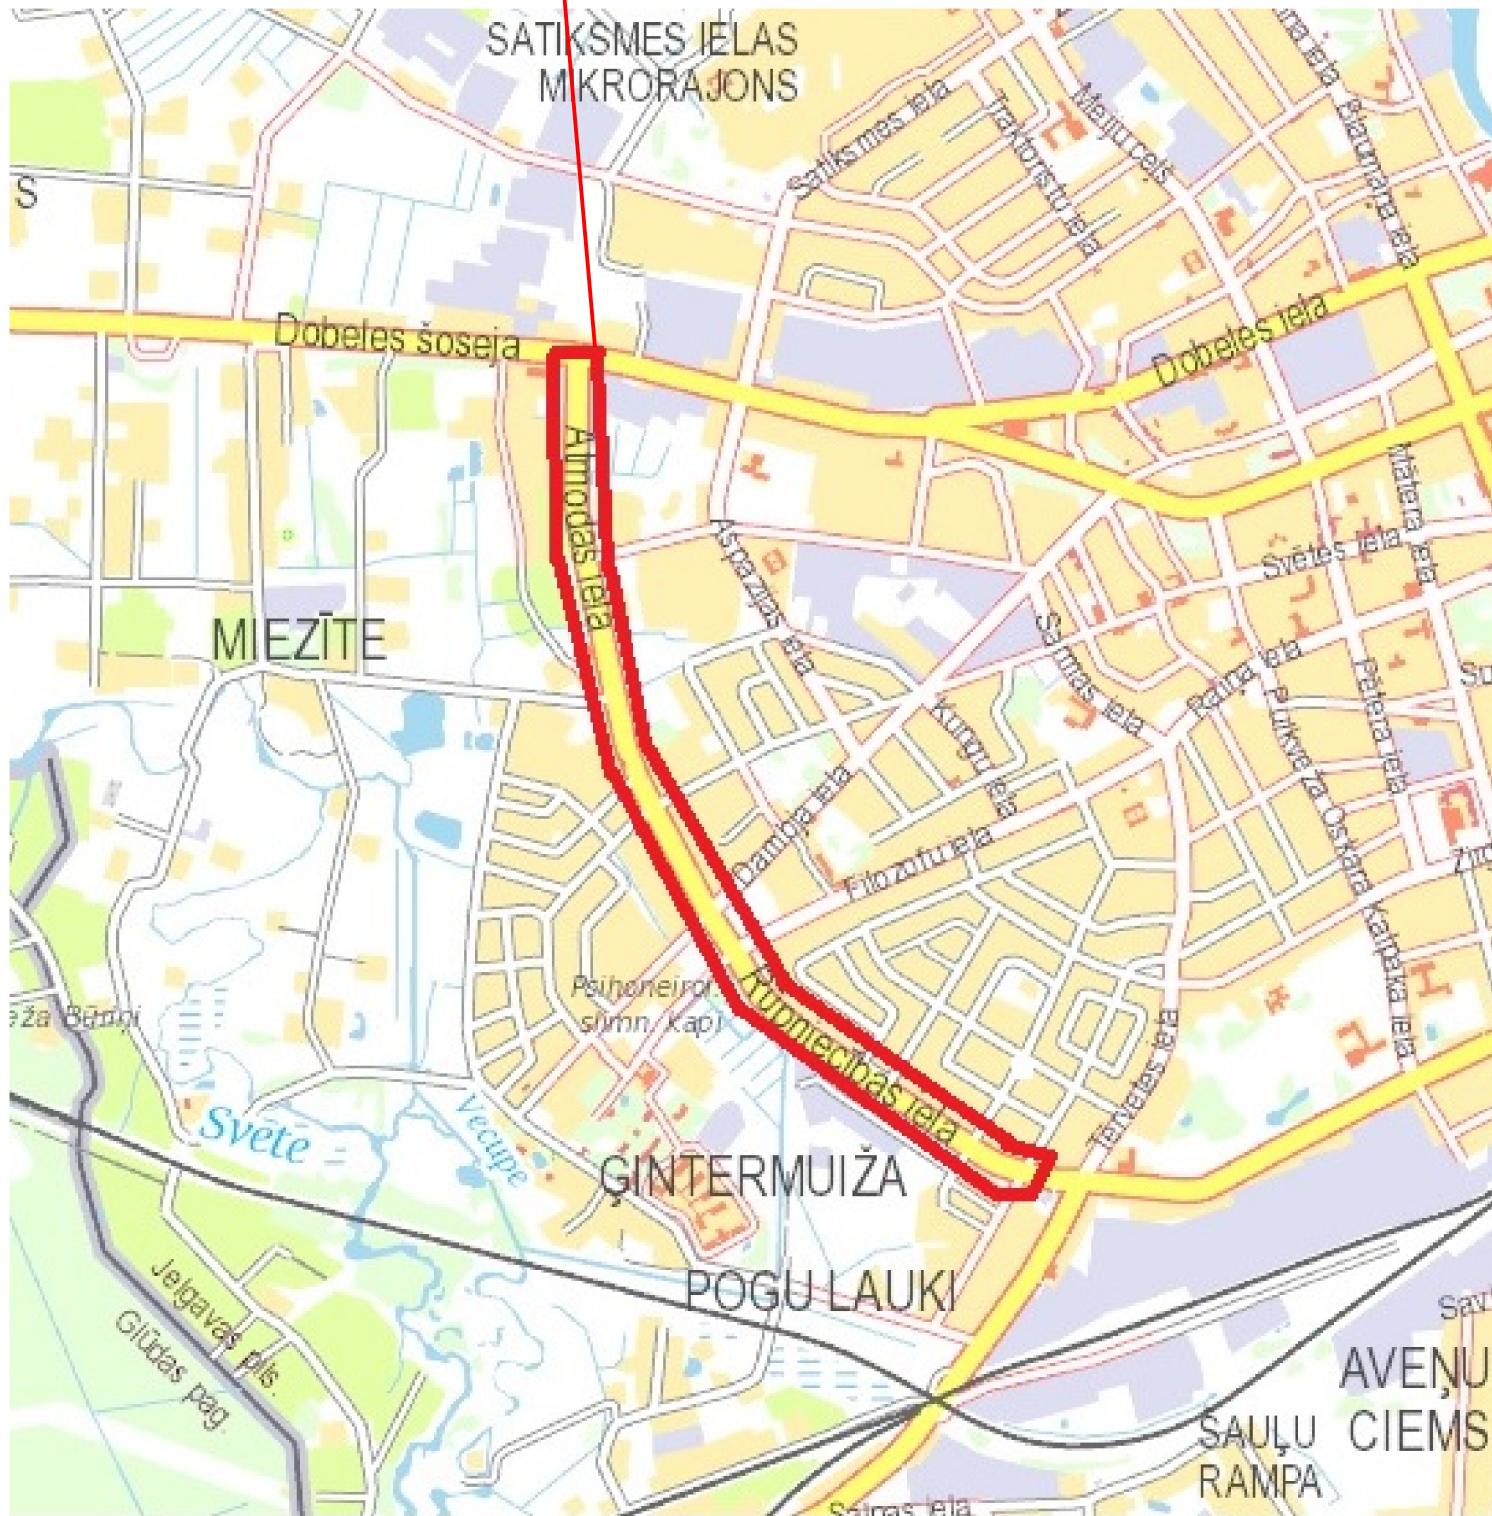 SATIKSMES IELAS
MIKRORAJONS
Satiksmes iela
Traktoristu iela
Meiju ceļš
Blaumaņa iela
S
Dobeles šoseja
Dobeles iela
Atmodas iela
Aspazijas iela
Mātera iela
Svētes iela
Sarmas iela
Ratiņu iela
MIEZĪTE
Kungu iela
Pulkveža Oskara Kalpaka iela
Pētera iela
Dambja iela
Filozofu iela
Psihoneirol.
slimn. kapi
Rūpniecības iela
Tērvetes iela
Svēte
Vecupe
ĢINTERMUIŽA
POGU LAUKI
Jelgavas pils.
Glūdas pag.
AVEŅU
CIEMS
ŠAUĻU
RAMPA